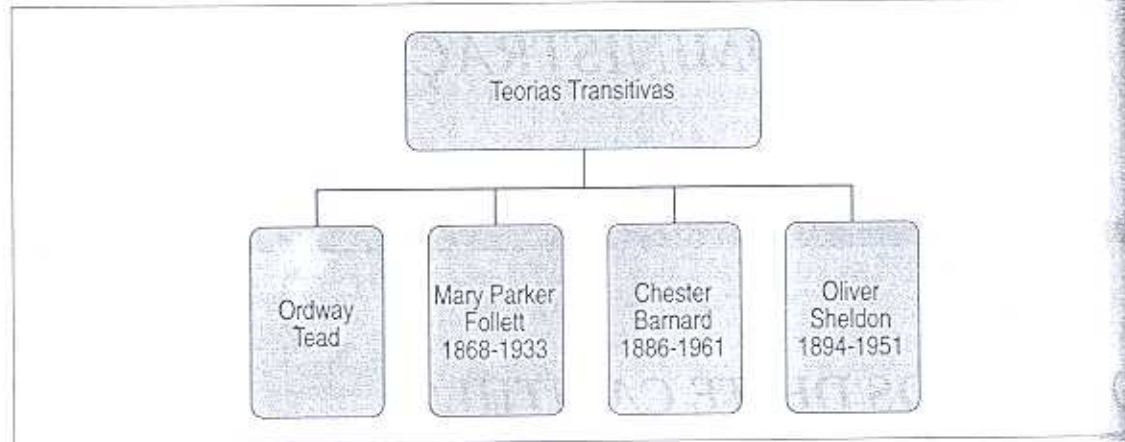 Teorias Transitivas
Ordway
Tead
Mary Parker
Follett
1868-1933
Chester
Barnard
1886-1961
Oliver
Sheldon
1894-1951